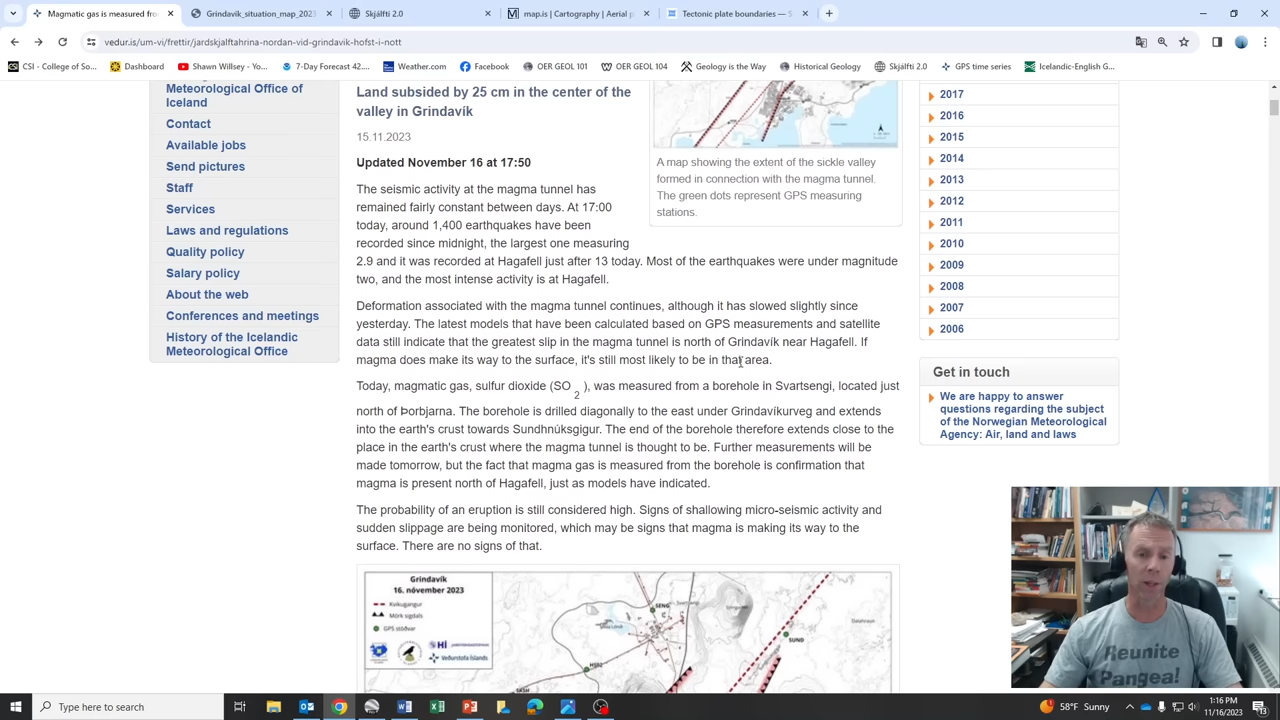 Magmatic gas is measured from
Grindavik_situation_map_2023
Skjálfti 2.0
map.is | Cartography | Aerial p
Tectonic plate boundaries — S
vedur.is/um-vi/frettir/jardskjalftahrina-nordan-vid-grindavik-hofst-i-nott
CSI - College of So...
Dashboard
Shawn Willsey - Yo...
7-Day Forecast 42....
Weather.com
Facebook
OER GEOL 101
OER GEOL 104
Geology is the Way
Historical Geology
Skjálfti 2.0
GPS time series
Icelandic-English G...
Meteorological Office of
Iceland
Contact
Available jobs
Send pictures
Staff
Services
Laws and regulations
Quality policy
Salary policy
About the web
Conferences and meetings
History of the Icelandic
Meteorological Office
Land subsided by 25 cm in the center of the
valley in Grindavík
15.11.2023
Updated November 16 at 17:50
The seismic activity at the magma tunnel has
remained fairly constant between days. At 17:00
today, around 1,400 earthquakes have been
recorded since midnight, the largest one measuring
2.9 and it was recorded at Hagafell just after 13 today. Most of the earthquakes were under magnitude
two, and the most intense activity is at Hagafell.
Deformation associated with the magma tunnel continues, although it has slowed slightly since
yesterday. The latest models that have been calculated based on GPS measurements and satellite
data still indicate that the greatest slip in the magma tunnel is north of Grindavík near Hagafell. If
magma does make its way to the surface, it's still most likely to be in that area.
Today, magmatic gas, sulfur dioxide (SO 2 ), was measured from a borehole in Svartsengi, located just
north of Þorbjarna. The borehole is drilled diagonally to the east under Grindavíkurveg and extends
into the earth's crust towards Sundhnúksgígur. The end of the borehole therefore extends close to the
place in the earth's crust where the magma tunnel is thought to be. Further measurements will be
made tomorrow, but the fact that magma gas is measured from the borehole is confirmation that
magma is present north of Hagafell, just as models have indicated.
The probability of an eruption is still considered high. Signs of shallowing micro-seismic activity and
sudden slippage are being monitored, which may be signs that magma is making its way to the
surface. There are no signs of that.
A map showing the extent of the sickle valley
formed in connection with the magma tunnel.
The green dots represent GPS measuring
stations.
Grindavík
16. nóvember 2023
Kvikugangur
Mörk sigdals
GPS stöðvar
HÍ
Veðurstofa Íslands
SENG
SUND
2017
2016
2015
2014
2013
2012
2011
2010
2009
2008
2007
2006
Get in touch
We are happy to answer
questions regarding the subject
of the Norwegian Meteorological
Agency: Air, land and laws
Reunite
Pangea!
Type here to search
58°F Sunny
1:16 PM
11/16/2023